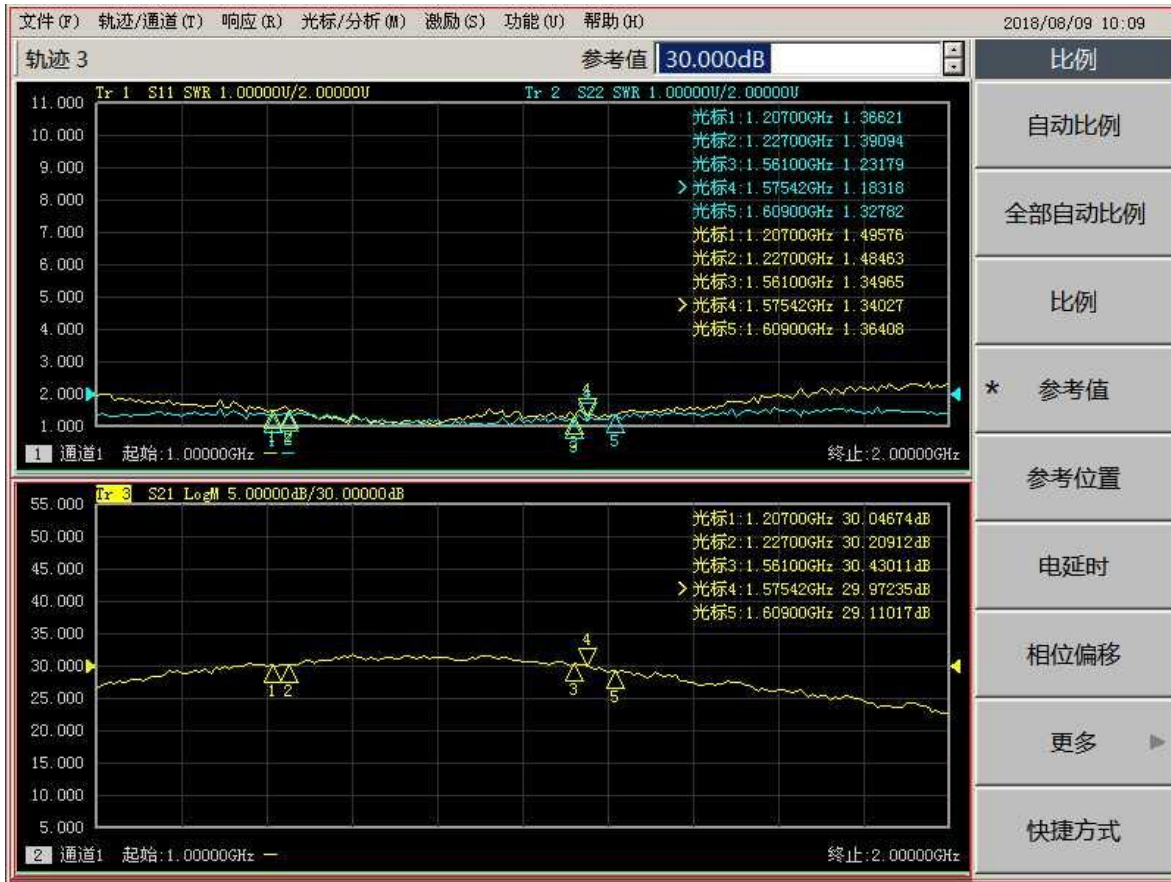 文件(F) 轨迹/通道(T) 响应(R) 光标/分析(M) 激励(S) 功能(U) 帮助(H) 2018/08/09 10:09
轨迹 3 参考值 30.000dB 比例
Tr 1 S11 SWR 1.00000U/2.00000U Tr 2 S22 SWR 1.00000U/2.00000U
11.000
10.000
9.000
8.000
7.000
6.000
5.000
4.000
3.000
2.000
1.000
光标1:1.20700GHz 1.36621
光标2:1.22700GHz 1.39094
光标3:1.56100GHz 1.23179
>光标4:1.57542GHz 1.18318
光标5:1.60900GHz 1.32782
光标1:1.20700GHz 1.49576
光标2:1.22700GHz 1.48463
光标3:1.56100GHz 1.34965
>光标4:1.57542GHz 1.34027
光标5:1.60900GHz 1.36408
4
1 2 3 5
1 通道1 起始:1.00000GHz 终止:2.00000GHz
Tr 3 S21 LogM 5.00000dB/30.00000dB
55.000
50.000
45.000
40.000
35.000
30.000
25.000
20.000
15.000
10.000
5.000
光标1:1.20700GHz 30.04674dB
光标2:1.22700GHz 30.20912dB
光标3:1.56100GHz 30.43011dB
>光标4:1.57542GHz 29.97235dB
光标5:1.60900GHz 29.11017dB
4
1 2 3 5
2 通道1 起始:1.00000GHz 终止:2.00000GHz
自动比例
全部自动比例
比例
* 参考值
参考位置
电延时
相位偏移
更多
快捷方式